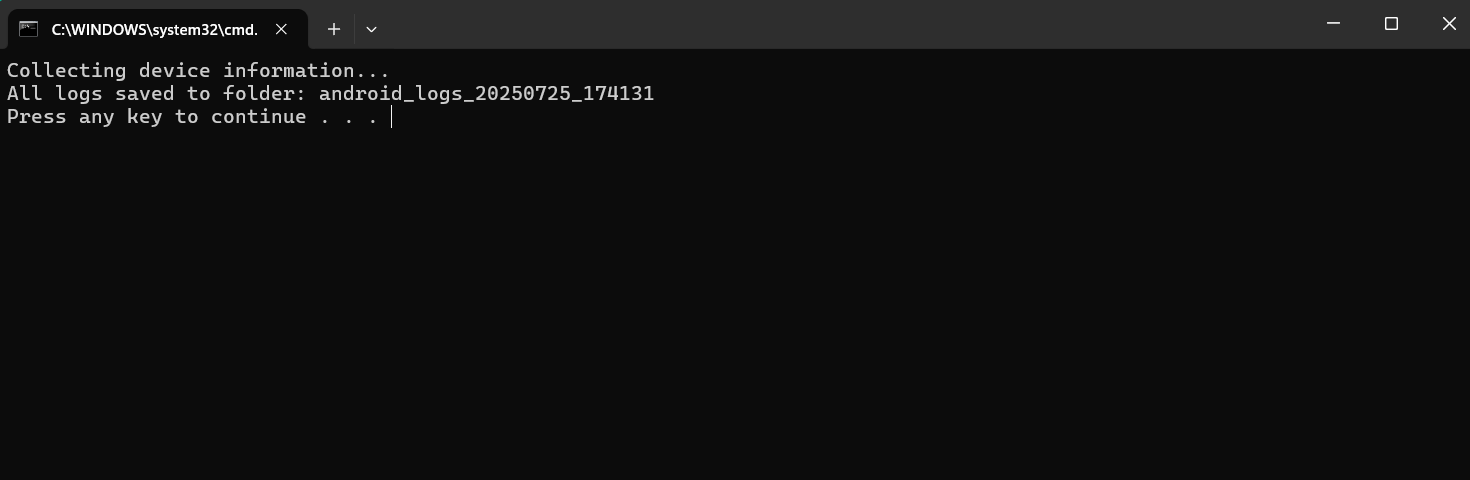 C:\WINDOWS\system32\cmd.
Collecting device information...
All logs saved to folder: android_logs_20250725_174131
Press any key to continue . . .